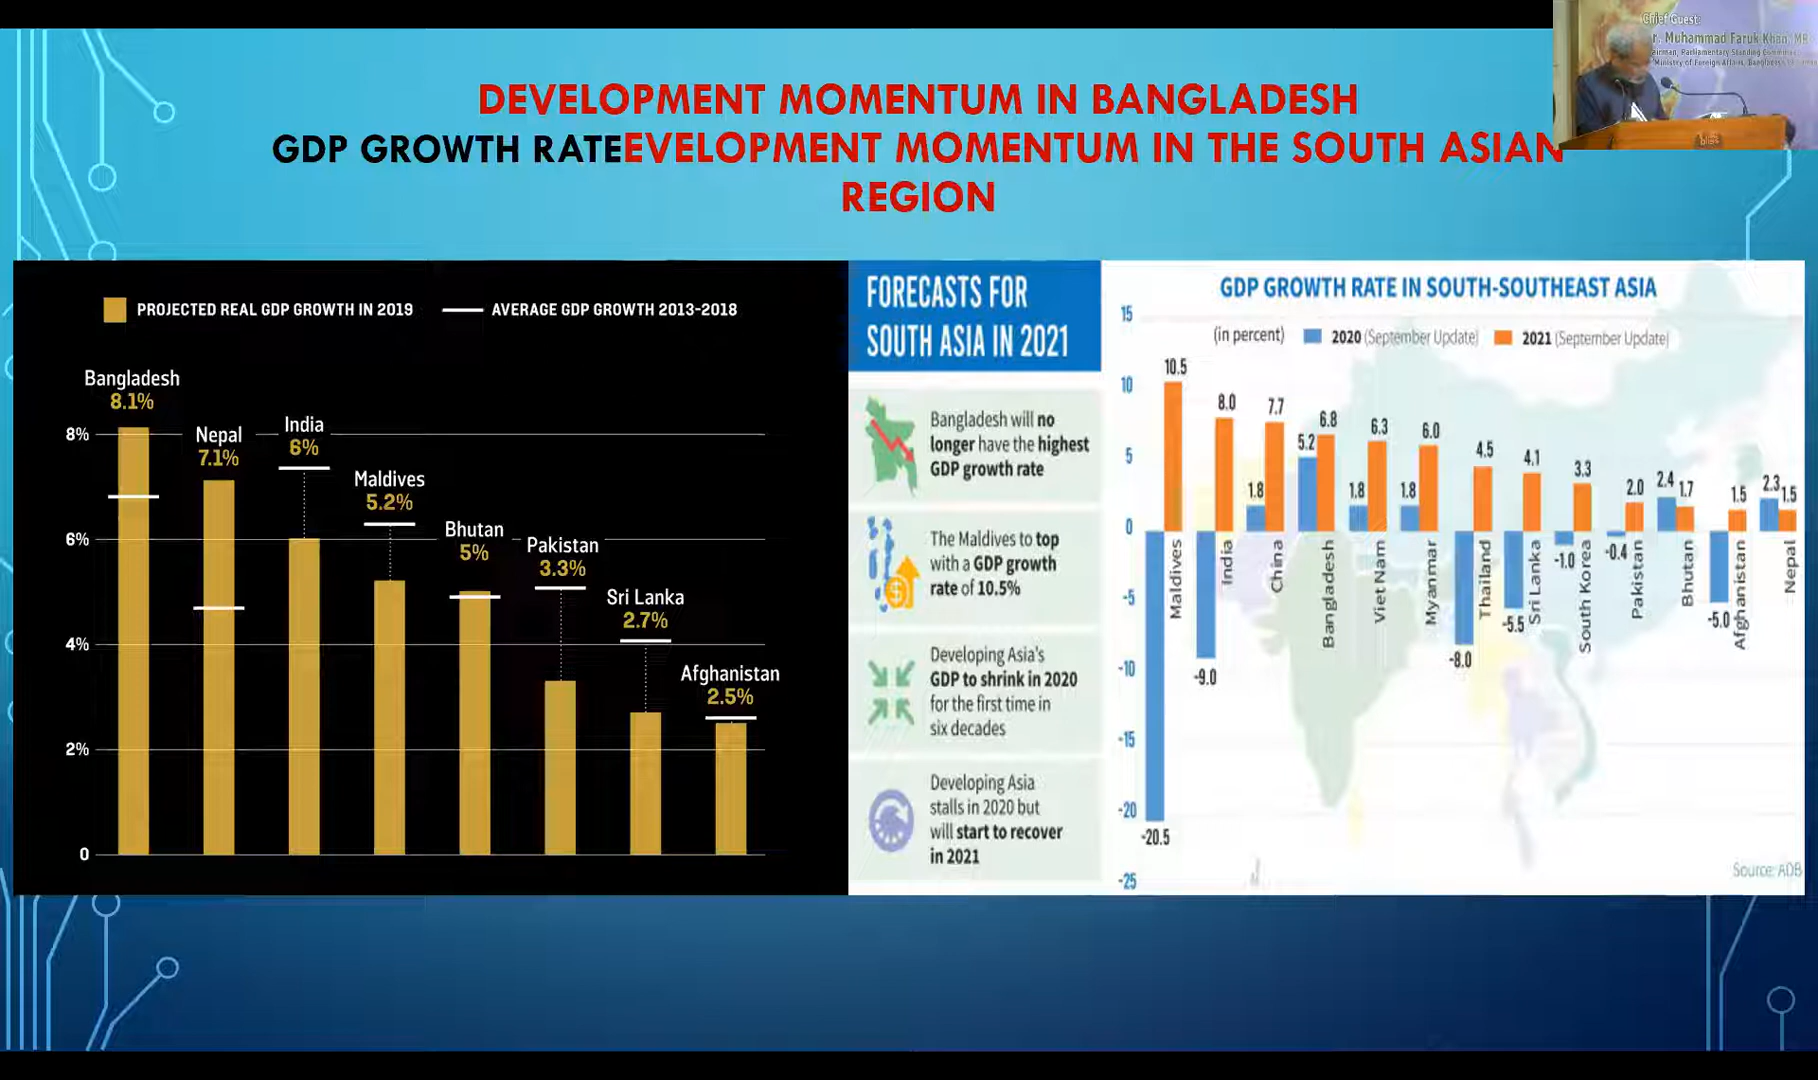 Chief Guest:
Muhammad Faruk Khan, MP
Parliamentary Standing
Ministry of Foreign Affairs, Bangladesh
DEVELOPMENT MOMENTUM IN BANGLADESH
GDP GROWTH RATEEVELOPMENT MOMENTUM IN THE SOUTH ASIAN
REGION
PROJECTED REAL GDP GROWTH IN 2019
AVERAGE GDP GROWTH 2013-2018
Bangladesh
8.1%
Nepal
7.1%
India
6%
Maldives
5.2%
Bhutan
5%
Pakistan
3.3%
Sri Lanka
2.7%
Afghanistan
2.5%
8%
6%
4%
2%
0
FORECASTS FOR
SOUTH ASIA IN 2021
Bangladesh will no
longer have the highest
GDP growth rate
The Maldives to top
with a GDP growth
rate of 10.5%
Developing Asia's
GDP to shrink in 2020
for the first time in
six decades
Developing Asia
stalls in 2020 but
will start to recover
in 2021
GDP GROWTH RATE IN SOUTH-SOUTHEAST ASIA
(in percent)
2020 (September Update)
2021 (September Update)
15
10
5
0
-5
-10
-15
-20
-25
-20.5
10.5
Maldives
-9.0
8.0
India
1.8
7.7
China
5.2
6.8
Bangladesh
1.8
6.3
Viet Nam
1.8
6.0
Myanmar
-8.0
4.5
Thailand
-5.5
4.1
Sri Lanka
-1.0
3.3
South Korea
-0.4
2.0
Pakistan
2.4
1.7
Bhutan
-5.0
1.5
Afghanistan
2.3
1.5
Nepal
Source: ADB